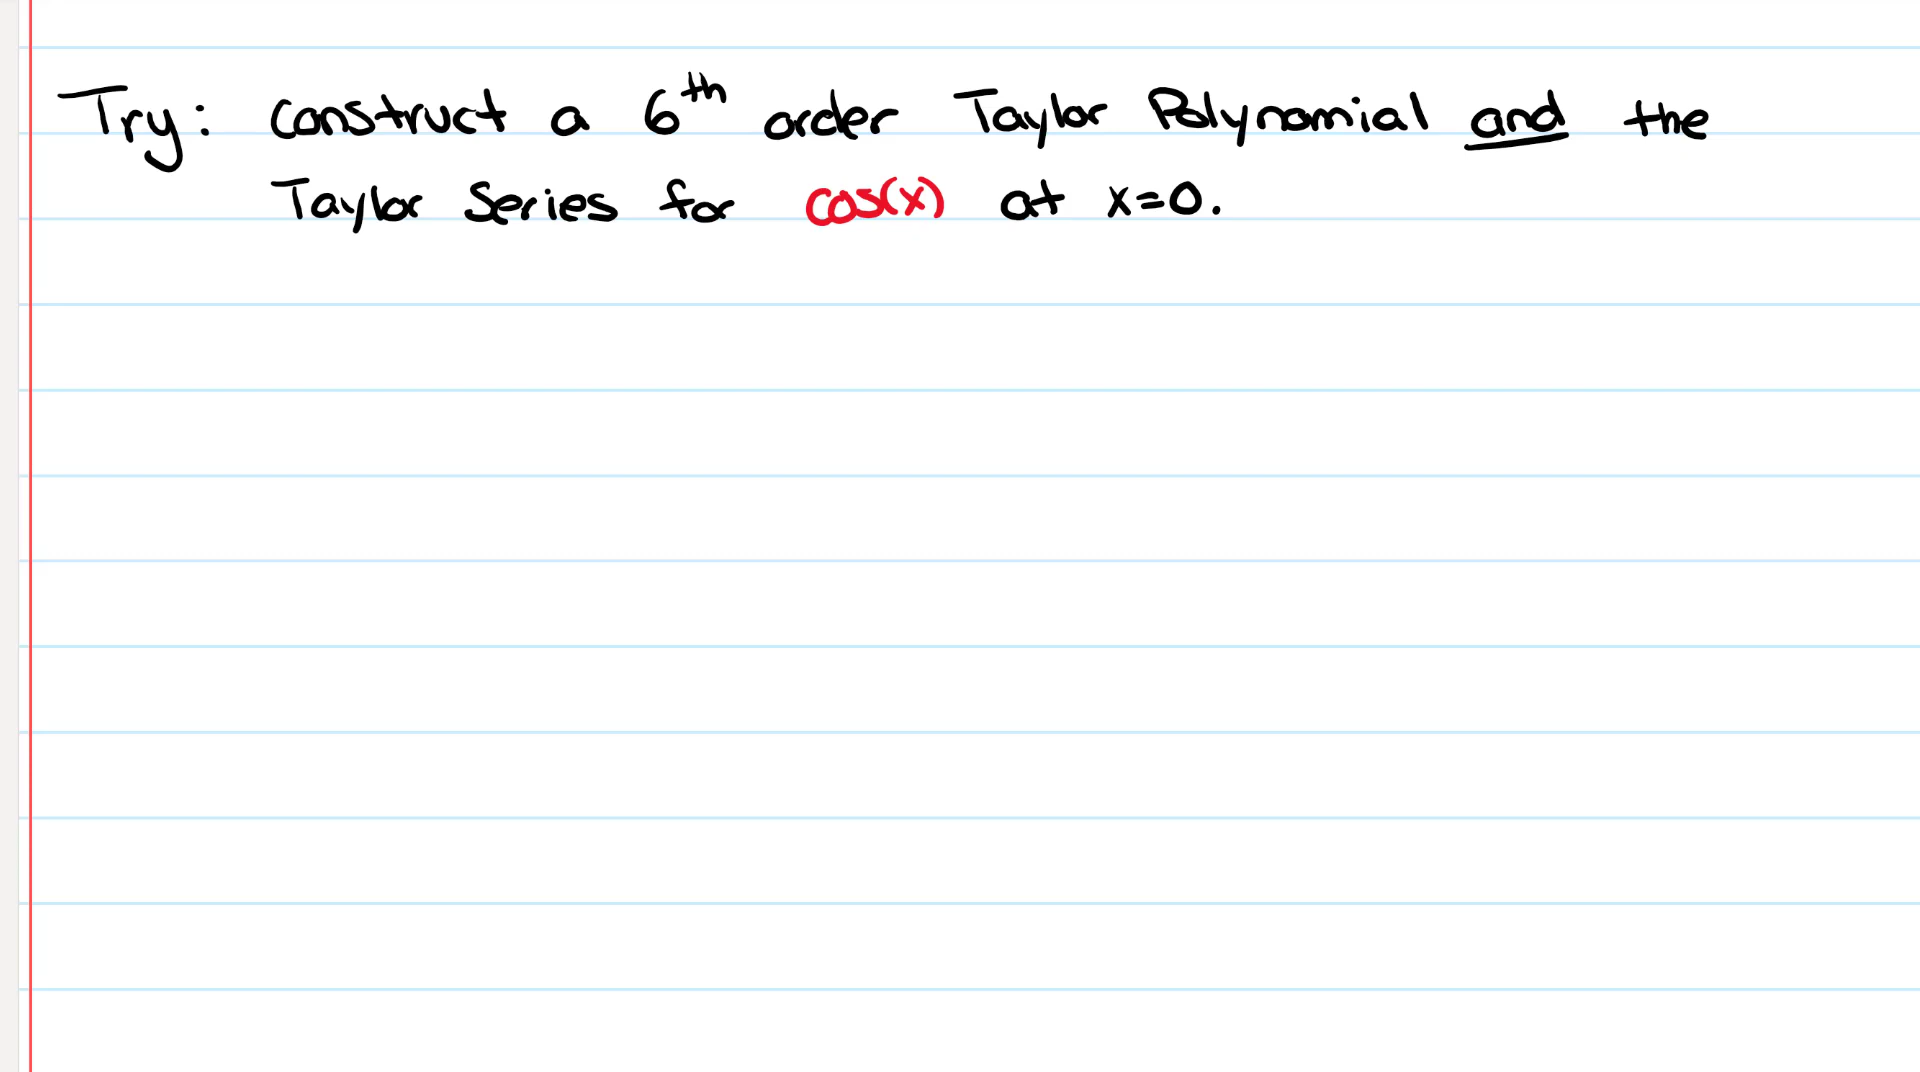 Try: construct a 6th order Taylor Polynomial and the
Taylor Series for cos(x) at x=0.